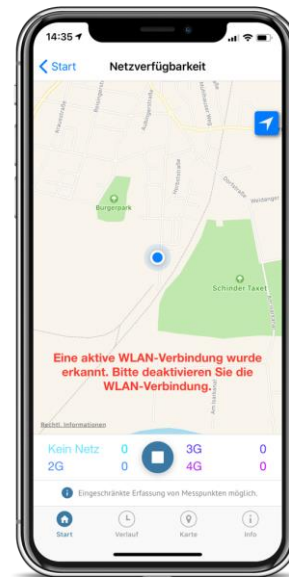 14:35
Start
Netzverfügbarkeit
Bürgerpark
Schinder Taxet
Eine aktive WLAN-Verbindung wurde
erkannt. Bitte deaktivieren Sie die
WLAN-Verbindung.
Rechtl. Informationen
Kein Netz 0 3G 0
2G 0 4G 0
Eingeschränkte Erfassung von Messpunkten möglich.
Start Verlauf Karte Info